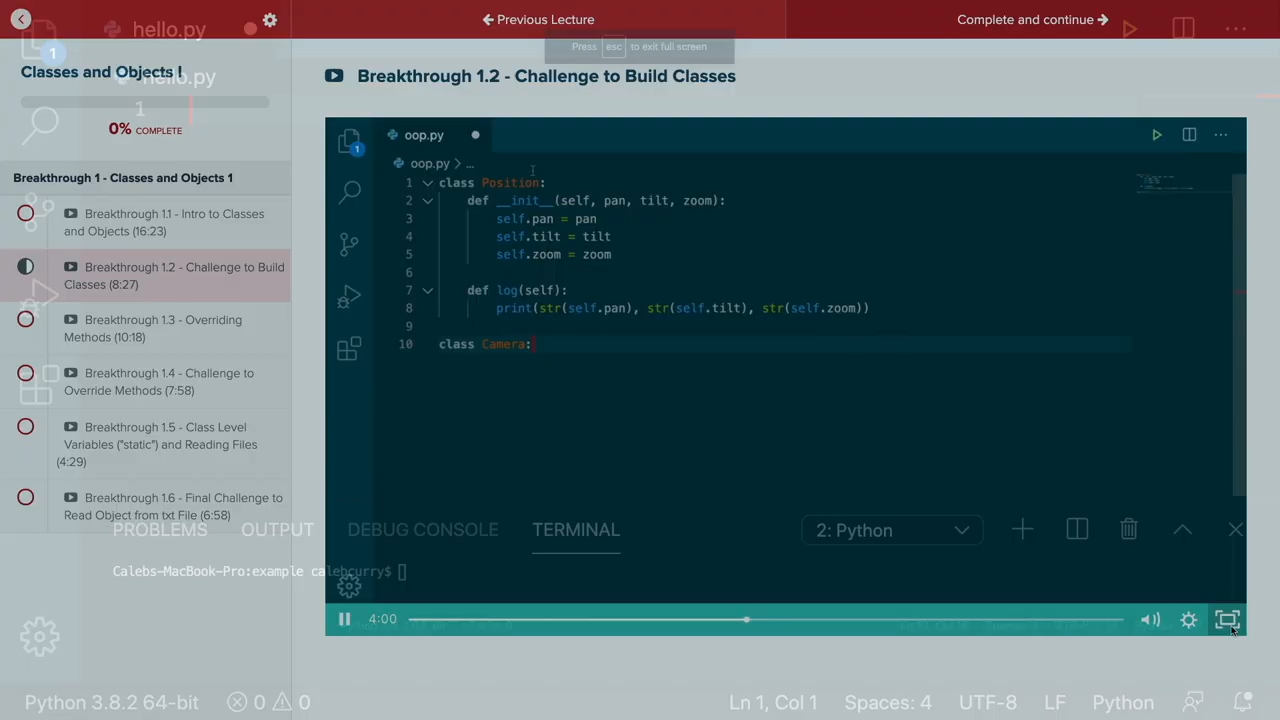 hello.py
Previous Lecture
Complete and continue
Press esc to exit full screen
1
Classes and Objects I
hello.py
1
0% COMPLETE
Breakthrough 1 - Classes and Objects 1
Breakthrough 1.1 - Intro to Classes
and Objects (16:23)
Breakthrough 1.2 - Challenge to Build
Classes (8:27)
Breakthrough 1.3 - Overriding
Methods (10:18)
Breakthrough 1.4 - Challenge to
Override Methods (7:58)
Breakthrough 1.5 - Class Level
Variables ("static") and Reading Files
(4:29)
Breakthrough 1.6 - Final Challenge to
Read Object from txt File (6:58)
Breakthrough 1.2 - Challenge to Build Classes
oop.py
1
oop.py > ...
1 class Position:
2 def __init__(self, pan, tilt, zoom):
3 self.pan = pan
4 self.tilt = tilt
5 self.zoom = zoom
6
7 def log(self):
8 print(str(self.pan), str(self.tilt), str(self.zoom))
9
10 class Camera:
PROBLEMS OUTPUT DEBUG CONSOLE TERMINAL 2: Python
Calebs-MacBook-Pro:example calebcurry$
4:00
Python 3.8.2 64-bit 0 0 Ln 1, Col 1 Spaces: 4 UTF-8 LF Python